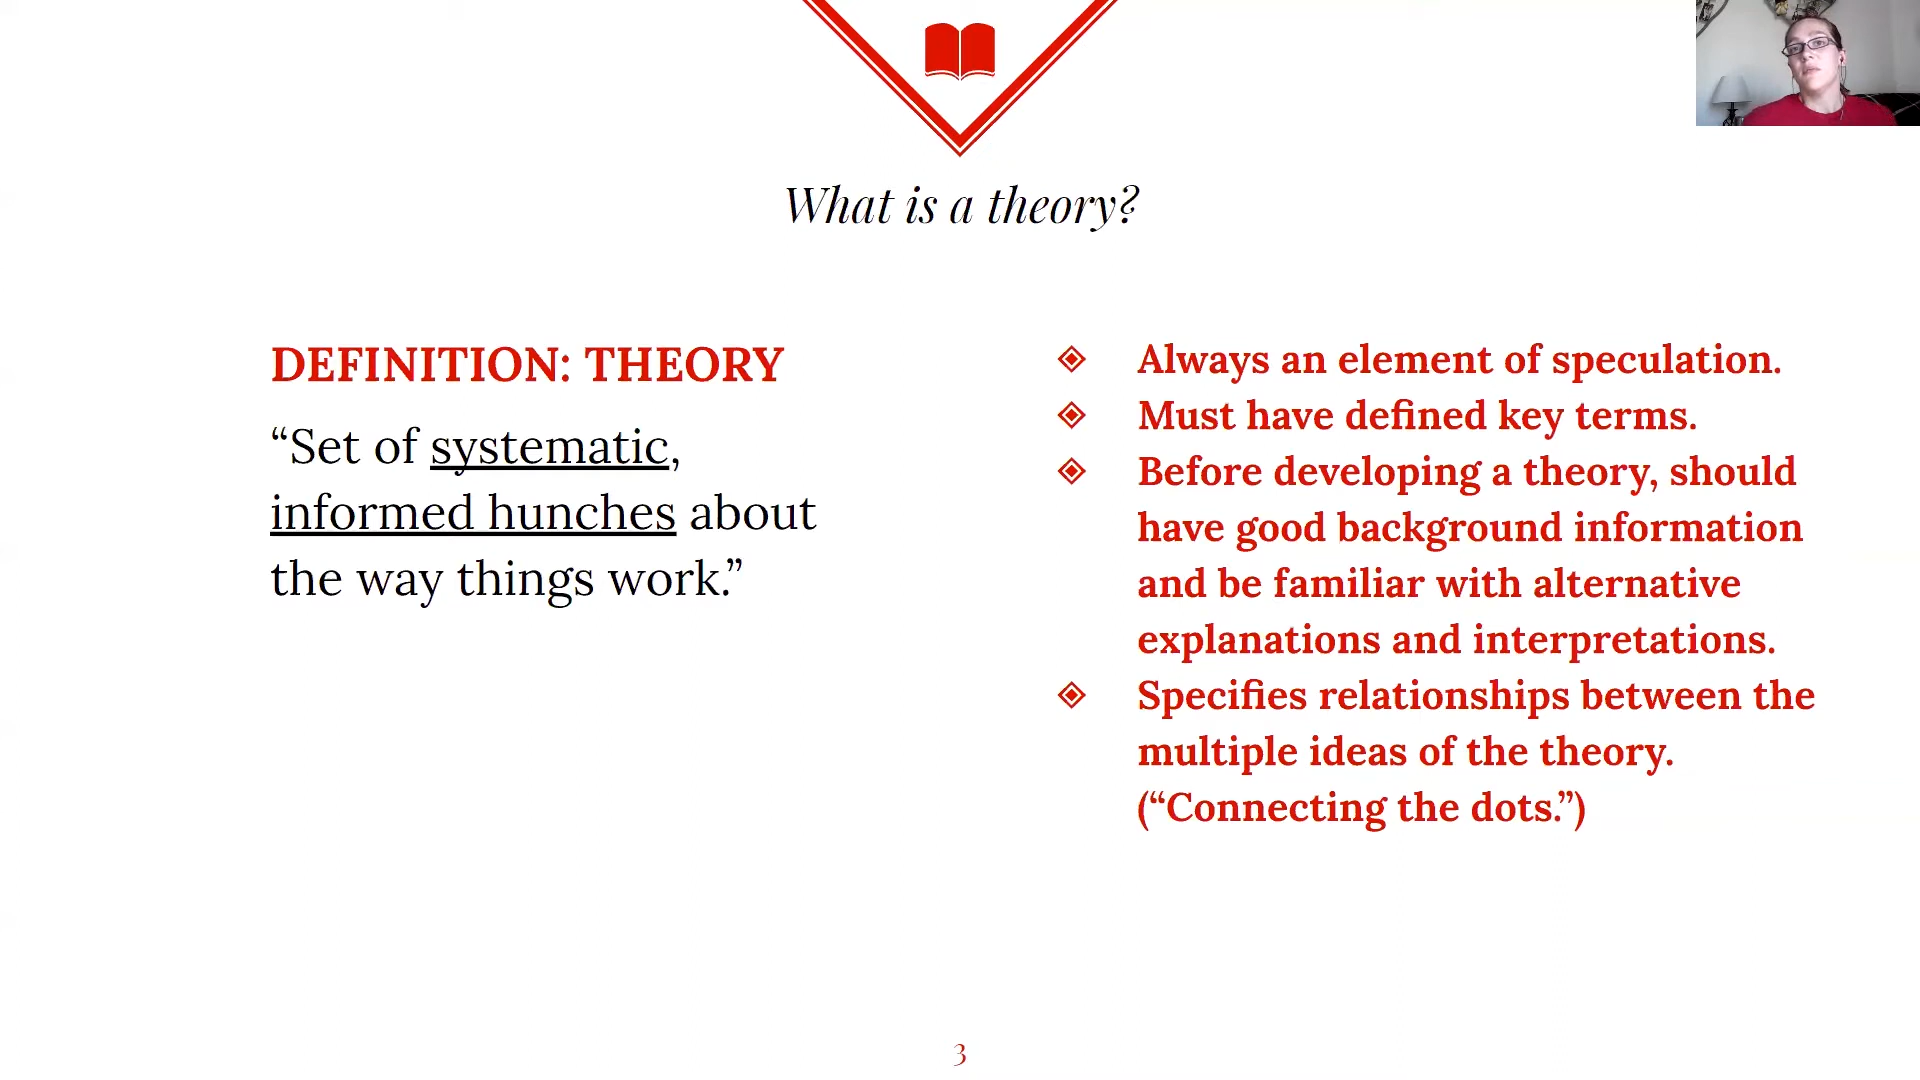 What is a theory?
DEFINITION: THEORY
“Set of systematic,
informed hunches about
the way things work.”
Always an element of speculation.
Must have defined key terms.
Before developing a theory, should
have good background information
and be familiar with alternative
explanations and interpretations.
Specifies relationships between the
multiple ideas of the theory.
(“Connecting the dots.”)
3